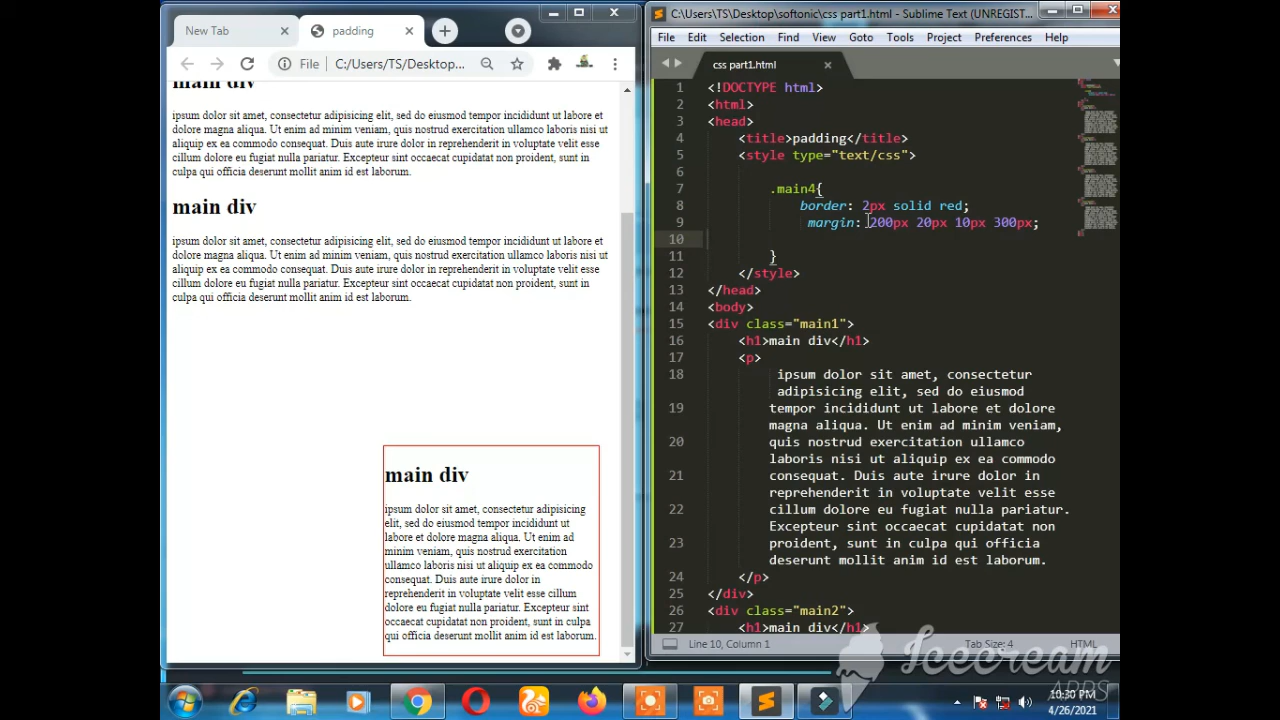 New Tab
padding
File
C:/Users/TS/Desktop...
main div
ipsum dolor sit amet, consectetur adipisicing elit, sed do eiusmod tempor incididunt ut labore et
dolore magna aliqua. Ut enim ad minim veniam, quis nostrud exercitation ullamco laboris nisi ut
aliquip ex ea commodo consequat. Duis aute irure dolor in reprehenderit in voluptate velit esse
cillum dolore eu fugiat nulla pariatur. Excepteur sint occaecat cupidatat non proident, sunt in
culpa qui officia deserunt mollit anim id est laborum.
main div
ipsum dolor sit amet, consectetur adipisicing elit, sed do eiusmod tempor incididunt ut labore et
dolore magna aliqua. Ut enim ad minim veniam, quis nostrud exercitation ullamco laboris nisi ut
aliquip ex ea commodo consequat. Duis aute irure dolor in reprehenderit in voluptate velit esse
cillum dolore eu fugiat nulla pariatur. Excepteur sint occaecat cupidatat non proident, sunt in
culpa qui officia deserunt mollit anim id est laborum.
main div
ipsum dolor sit amet, consectetur adipisicing
elit, sed do eiusmod tempor incididunt ut
labore et dolore magna aliqua. Ut enim ad
minim veniam, quis nostrud exercitation
ullamco laboris nisi ut aliquip ex ea commodo
consequat. Duis aute irure dolor in
reprehenderit in voluptate velit esse cillum
dolore eu fugiat nulla pariatur. Excepteur sint
occaecat cupidatat non proident, sunt in culpa
qui officia deserunt mollit anim id est laborum.
C:\Users\TS\Desktop\softonic\css part1.html - Sublime Text (UNREGIST...
File Edit Selection Find View Goto Tools Project Preferences Help
css part1.html
1 <!DOCTYPE html>
2 <html>
3 <head>
4 <title>padding</title>
5 <style type="text/css">
6
7 .main4{
8 border: 2px solid red;
9 margin: 200px 20px 10px 300px;
10
11 }
12 </style>
13 </head>
14 <body>
15 <div class="main1">
16 <h1>main div</h1>
17 <p>
18 ipsum dolor sit amet, consectetur
adipisicing elit, sed do eiusmod
19 tempor incididunt ut labore et dolore
magna aliqua. Ut enim ad minim veniam,
20 quis nostrud exercitation ullamco
laboris nisi ut aliquip ex ea commodo
21 consequat. Duis aute irure dolor in
reprehenderit in voluptate velit esse
22 cillum dolore eu fugiat nulla pariatur.
Excepteur sint occaecat cupidatat non
23 proident, sunt in culpa qui officia
deserunt mollit anim id est laborum.
24 </p>
25 </div>
26 <div class="main2">
27 <h1>main div</h1>
Line 10, Column 1
Tab Size: 4
HTML
Icecream
APPS
10:30 PM
4/26/2021